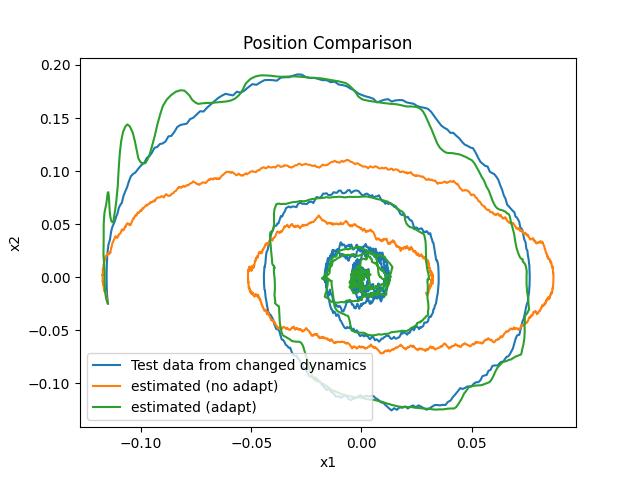 Position Comparison
0.20
0.15
0.10
0.05
0.00
−0.05
−0.10
x2
Test data from changed dynamics
estimated (no adapt)
estimated (adapt)
−0.10
−0.05
0.00
0.05
x1